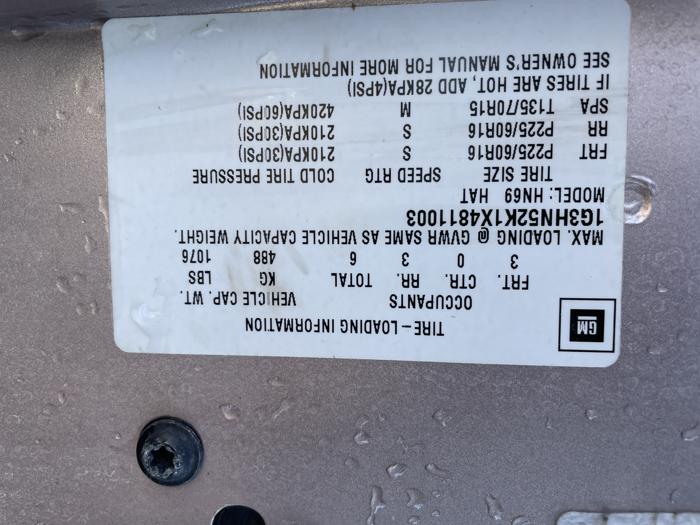 TIRE-LOADING INFORMATION
GM
OCCUPANTS VEHICLE CAP. WT.
FRT. CTR. RR. TOTAL KG LBS
3 0 3 6 488 1076
MAX. LOADING @ GVWR SAME AS VEHICLE CAPACITY WEIGHT.
1G3HN52K1X4811003
MODEL: HN69 HAT
TIRE SIZE SPEED RTG COLD TIRE PRESSURE
FRT P225/60R16 S 210KPA(30PSI)
RR P225/60R16 S 210KPA(30PSI)
SPA T135/70R15 M 420KPA(60PSI)
IF TIRES ARE HOT, ADD 28KPA(4PSI)
SEE OWNER'S MANUAL FOR MORE INFORMATION